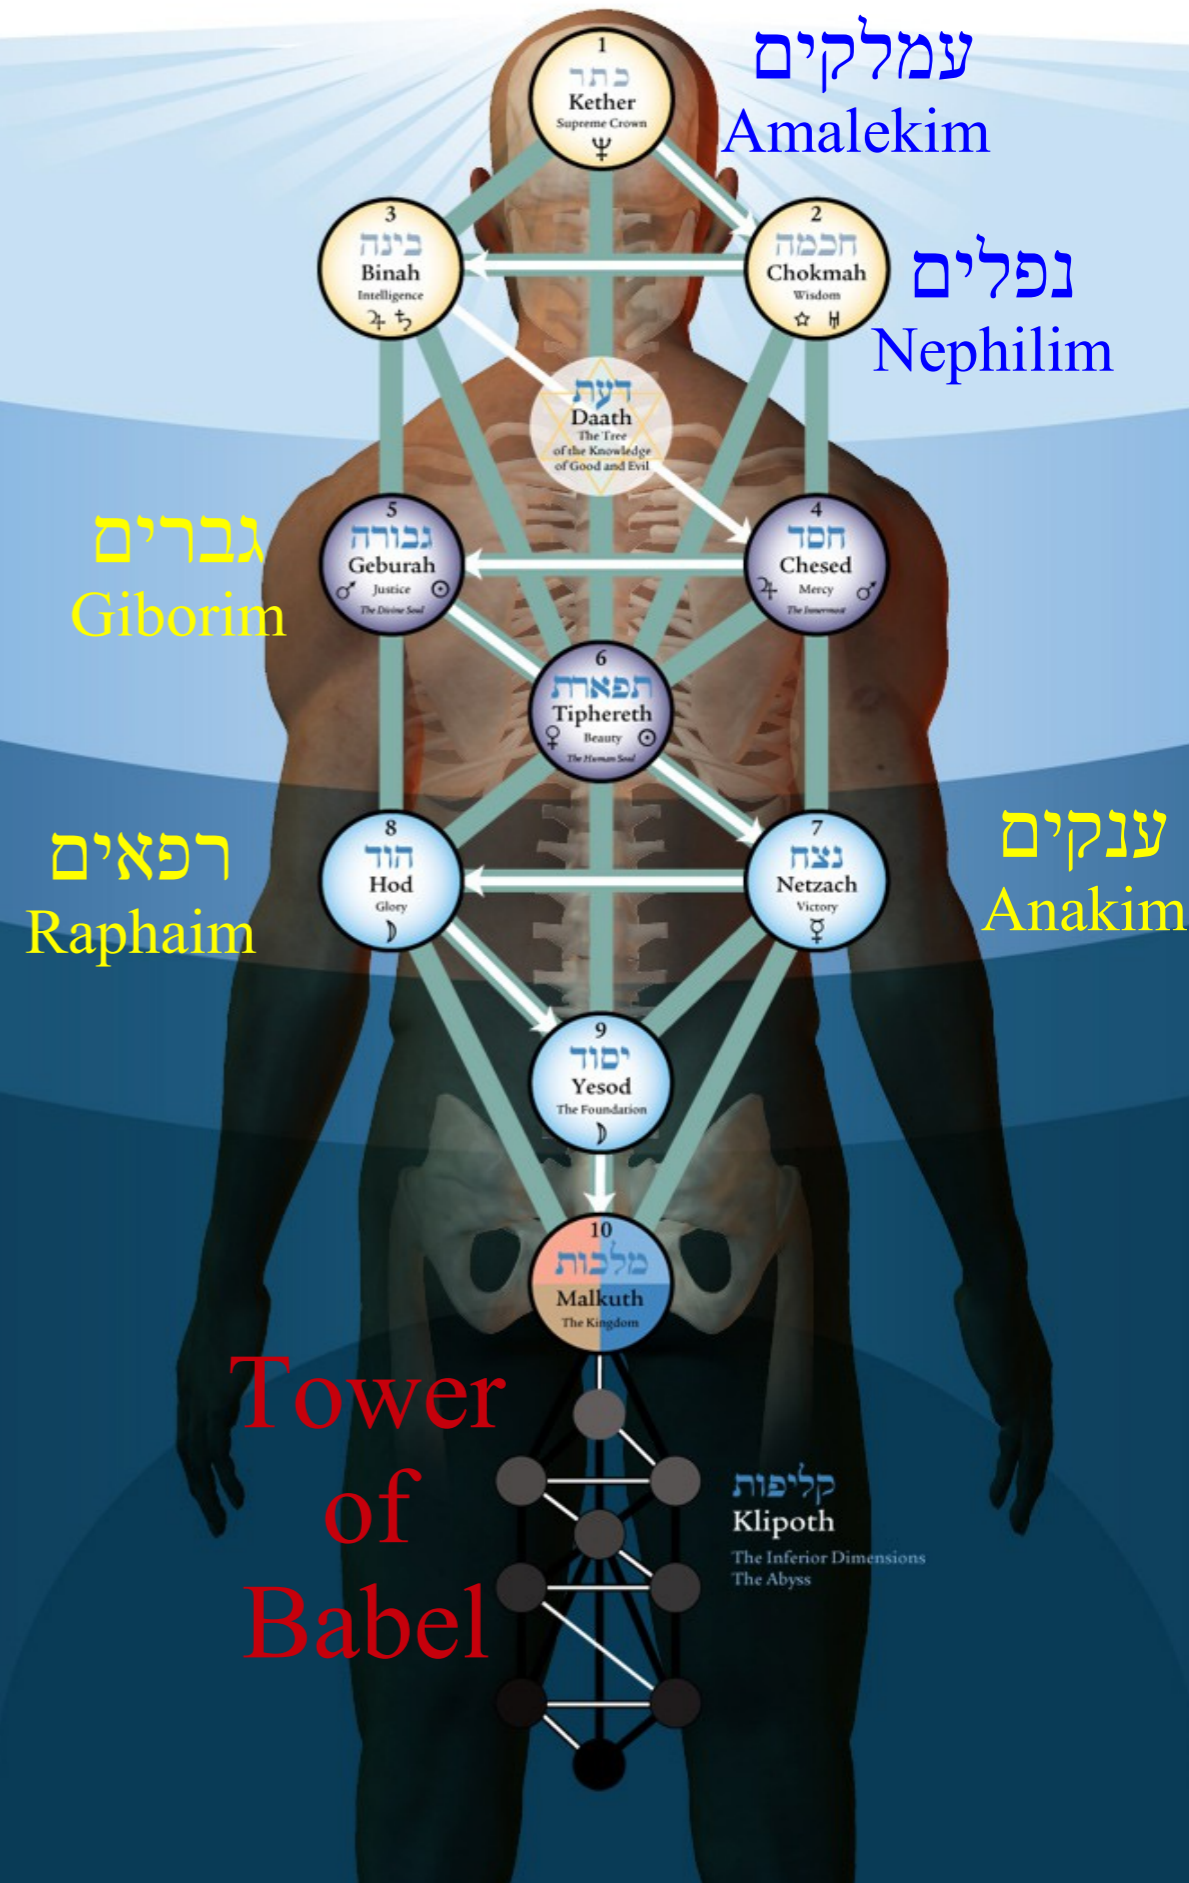 1
כתר
Kether
Supreme Crown
♆
עמלקים
Amalekim
3
בינה
Binah
Intelligence
♃ ♄
2
חכמה
Chokmah
Wisdom
☆ ♅
נפלים
Nephilim
דעת
Daath
The Tree
of the Knowledge
of Good and Evil
גברים
Giborim
5
גבורה
Geburah
♂ Justice ☉
The Divine Soul
4
חסד
Chesed
♃ Mercy ♂
The Innermost
6
תפארת
Tiphereth
♀ Beauty ☉
The Human Soul
רפאים
Raphaim
8
הוד
Hod
Glory
☽
7
נצח
Netzach
Victory
☿
ענקים
Anakim
9
יסוד
Yesod
The Foundation
☽
10
מלכות
Malkuth
The Kingdom
Tower
of
Babel
קליפות
Klipoth
The Inferior Dimensions
The Abyss